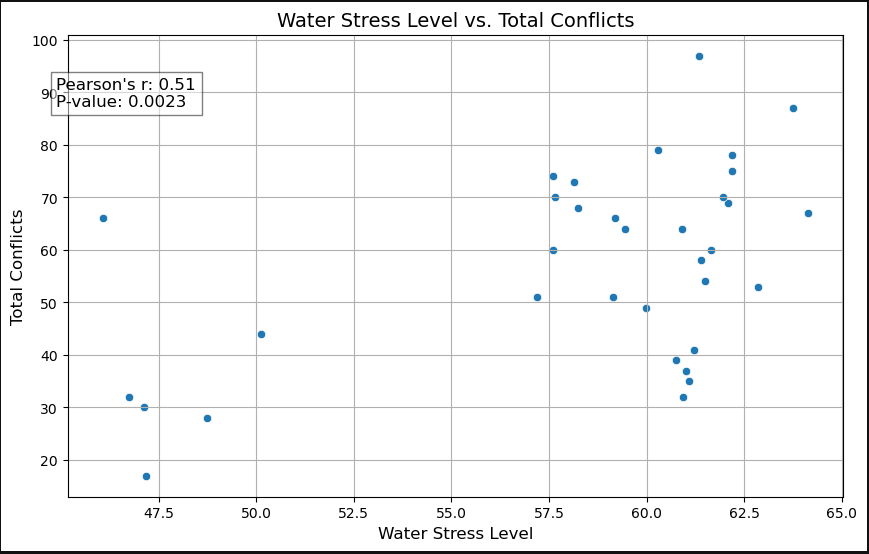 Water Stress Level vs. Total Conflicts
100
Pearson's r: 0.51
90
P-value: 0.0023
80
70
60
50
40
30
20
Total Conflicts
47.5 50.0 52.5 55.0 57.5 60.0 62.5 65.0
Water Stress Level